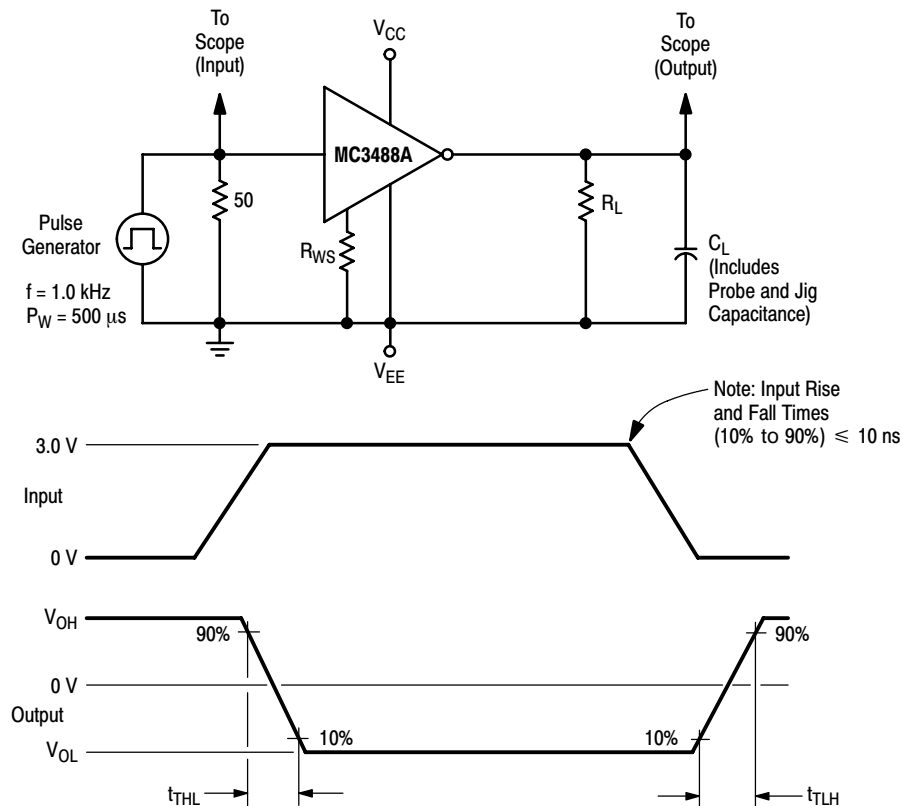 To
Scope
(Input)
V_CC
To
Scope
(Output)
MC3488A
50
R_WS
R_L
Pulse
Generator
f = 1.0 kHz
P_W = 500 μs
C_L
(Includes
Probe and Jig
Capacitance)
V_EE
Note: Input Rise
and Fall Times
(10% to 90%) ≤ 10 ns
3.0 V
Input
0 V
V_OH
90%
90%
0 V
Output
10%
10%
V_OL
t_THL
t_TLH